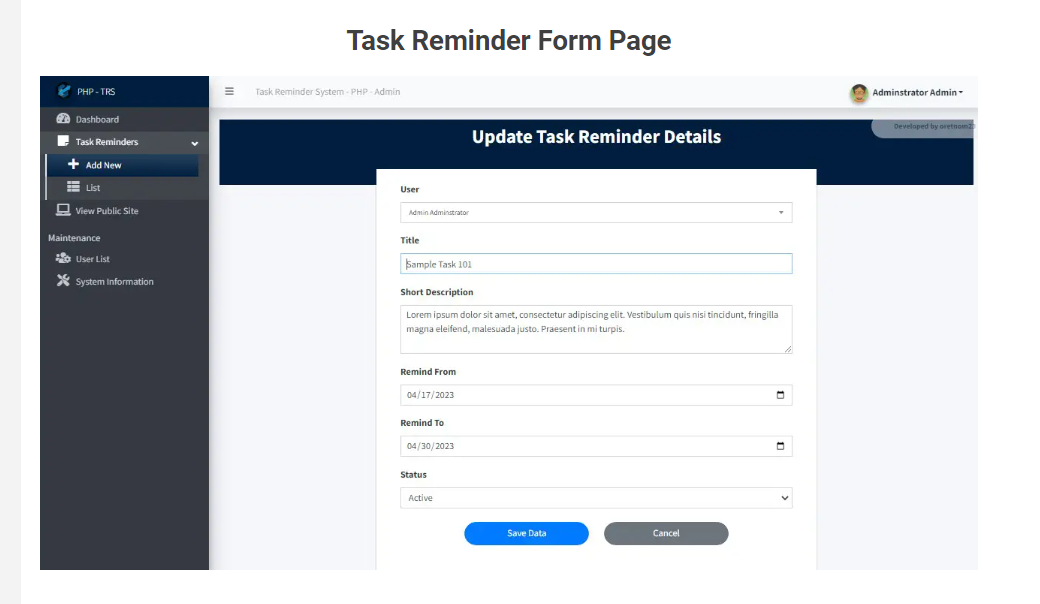 Task Reminder Form Page
PHP - TRS
Task Reminder System - PHP - Admin
Adminstrator Admin
Dashboard
Task Reminders
Add New
List
View Public Site
Maintenance
User List
System Information
Update Task Reminder Details
Developed by oretnom23
User
Admin Adminstrator
Title
Sample Task 101
Short Description
Lorem ipsum dolor sit amet, consectetur adipiscing elit. Vestibulum quis nisi tincidunt, fringilla
magna eleifend, malesuada justo. Praesent in mi turpis.
Remind From
04/17/2023
Remind To
04/30/2023
Status
Active
Save Data
Cancel